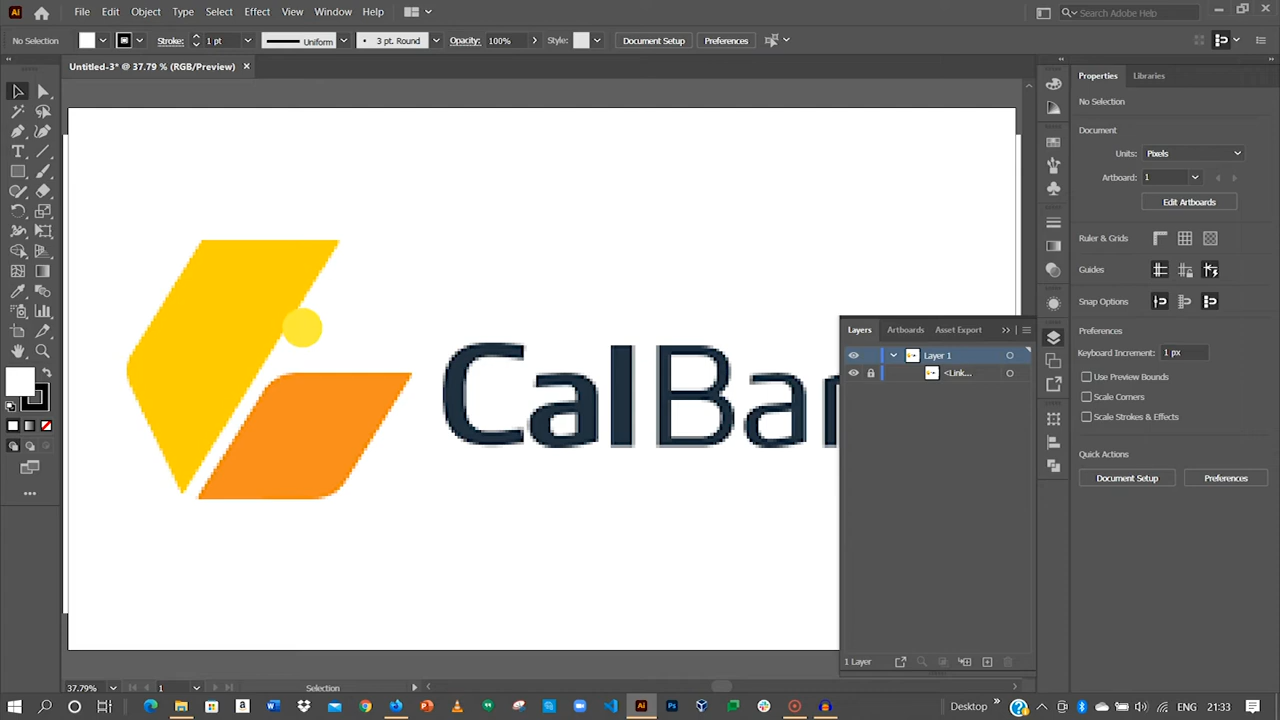 Ai File Edit Object Type Select Effect View Window Help Search Adobe Help
No Selection Stroke: 1 pt Uniform 3 pt. Round Opacity: 100% Style: Document Setup Preferences
Untitled-3* @ 37.79 % (RGB/Preview)
Properties Libraries
No Selection
Document
Units: Pixels
Artboard: 1
Edit Artboards
Ruler & Grids
Guides
Snap Options
Preferences
Keyboard Increment: 1 px
Use Preview Bounds
Scale Corners
Scale Strokes & Effects
Quick Actions
Document Setup Preferences
CalBan
Layers Artboards Asset Export
Layer 1
<Link...
1 Layer
37.79% 1 Selection
Desktop ENG 21:33